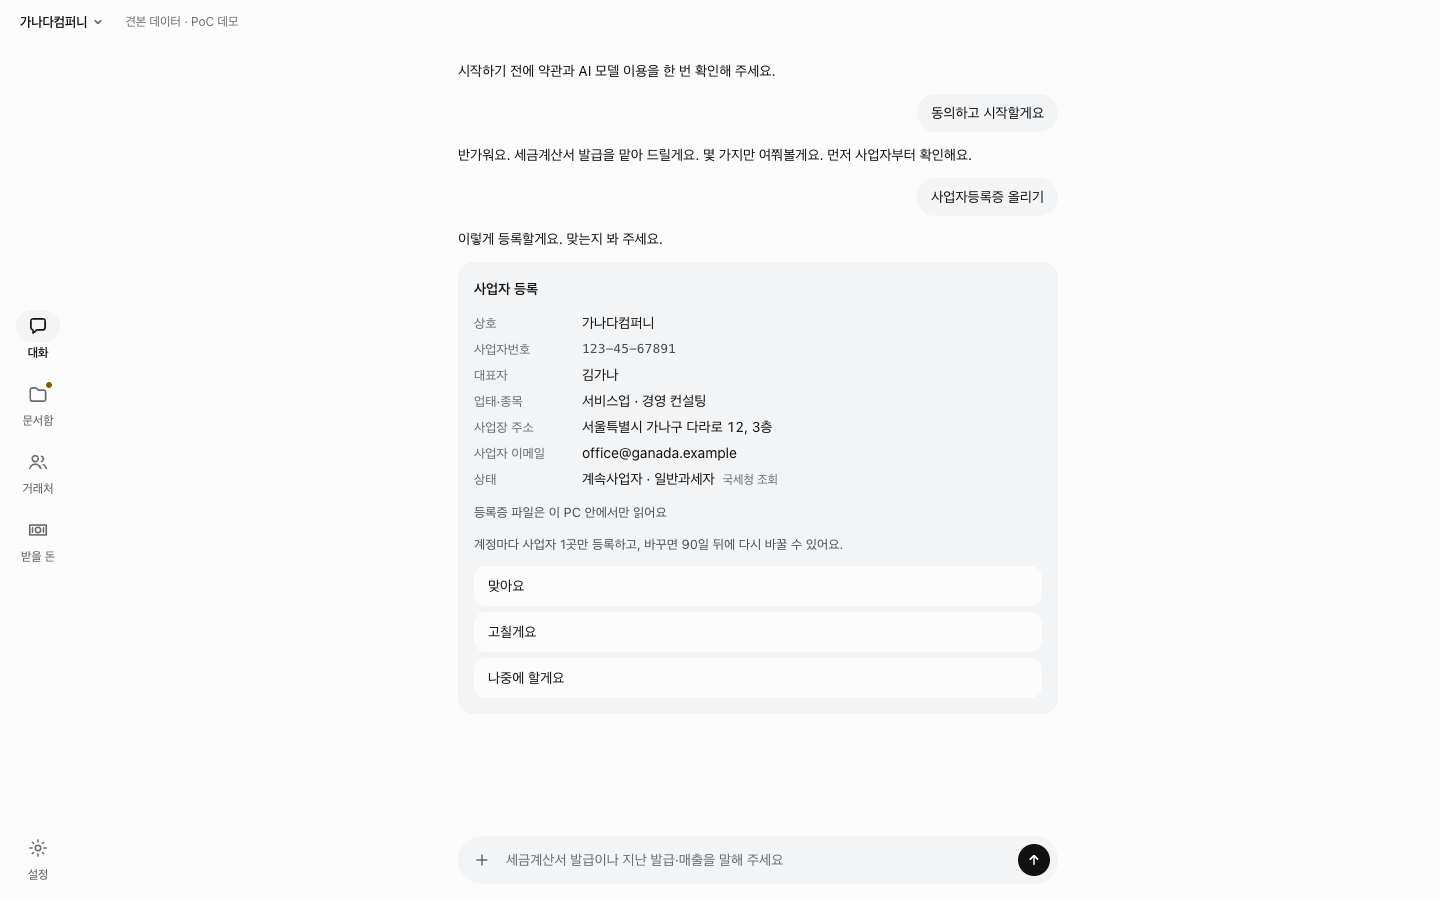 가나다컴퍼니
견본 데이터 · PoC 데모
시작하기 전에 약관과 AI 모델 이용을 한 번 확인해 주세요.
동의하고 시작할게요
반가워요. 세금계산서 발급을 맡아 드릴게요. 몇 가지만 여쭤볼게요. 먼저 사업자부터 확인해요.
사업자등록증 올리기
이렇게 등록할게요. 맞는지 봐 주세요.
사업자 등록
상호 가나다컴퍼니
사업자번호 123–45–67891
대표자 김가나
업태·종목 서비스업 · 경영 컨설팅
사업장 주소 서울특별시 가나구 다라로 12, 3층
사업자 이메일 office@ganada.example
상태 계속사업자 · 일반과세자 국세청 조회
등록증 파일은 이 PC 안에서만 읽어요
계정마다 사업자 1곳만 등록하고, 바꾸면 90일 뒤에 다시 바꿀 수 있어요.
맞아요
고칠게요
나중에 할게요
대화
문서함
거래처
받을 돈
설정
세금계산서 발급이나 지난 발급·매출을 말해 주세요